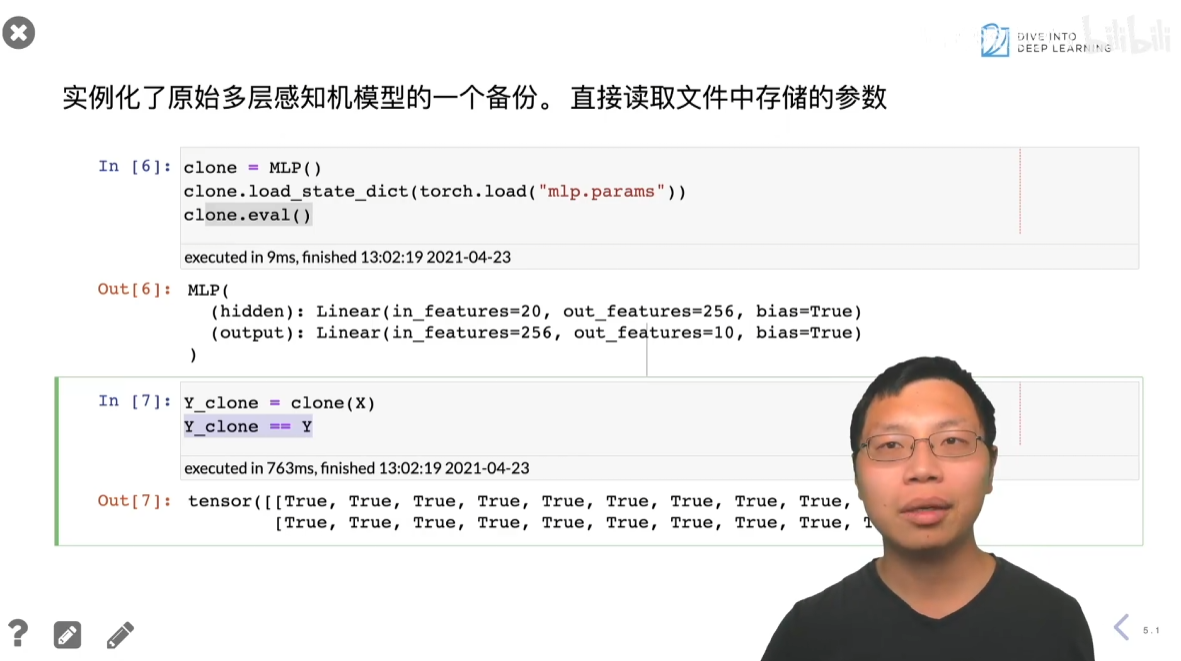 DIVE INTO
DEEP LEARNING
bilibili
实例化了原始多层感知机模型的一个备份。 直接读取文件中存储的参数
In [6]: clone = MLP()
clone.load_state_dict(torch.load("mlp.params"))
clone.eval()
executed in 9ms, finished 13:02:19 2021-04-23
Out[6]: MLP(
(hidden): Linear(in_features=20, out_features=256, bias=True)
(output): Linear(in_features=256, out_features=10, bias=True)
)
In [7]: Y_clone = clone(X)
Y_clone == Y
executed in 763ms, finished 13:02:19 2021-04-23
Out[7]: tensor([[True, True, True, True, True, True, True, True, True,
[True, True, True, True, True, True, True, True, True,
5.1